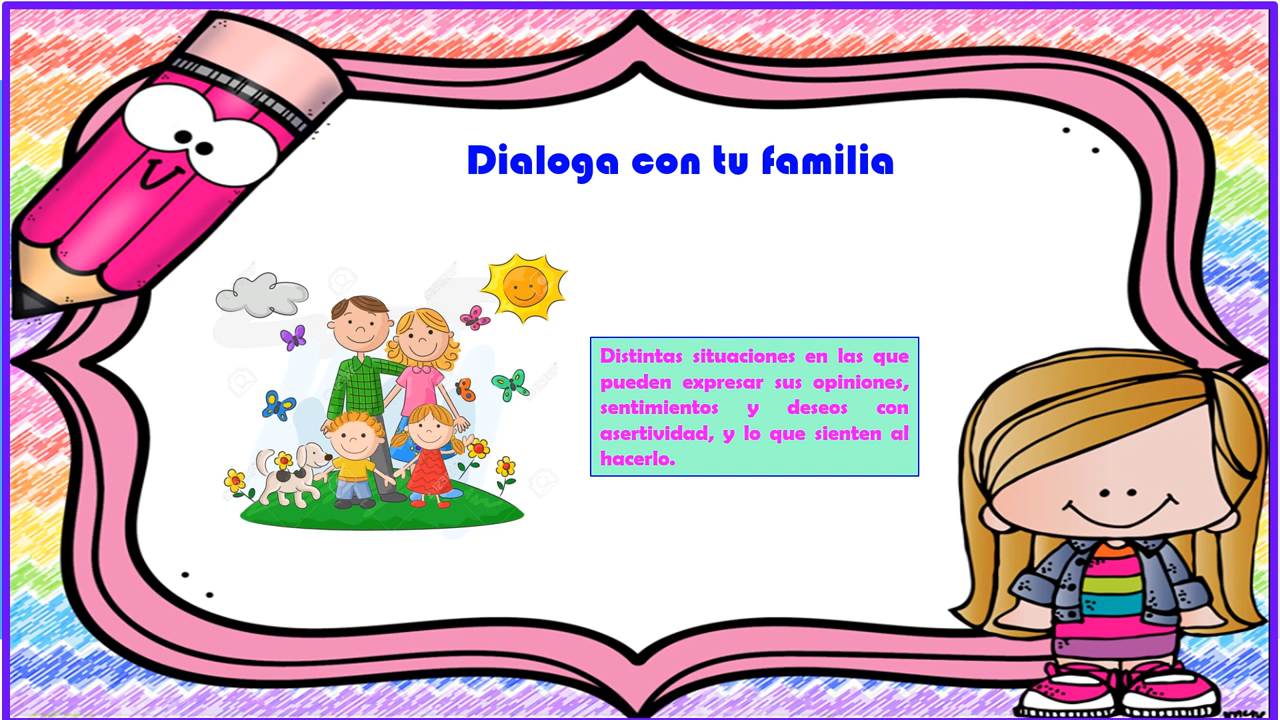 Dialoga con tu familia
Distintas situaciones en las que
pueden expresar sus opiniones,
sentimientos y deseos con
asertividad, y lo que sienten al
hacerlo.